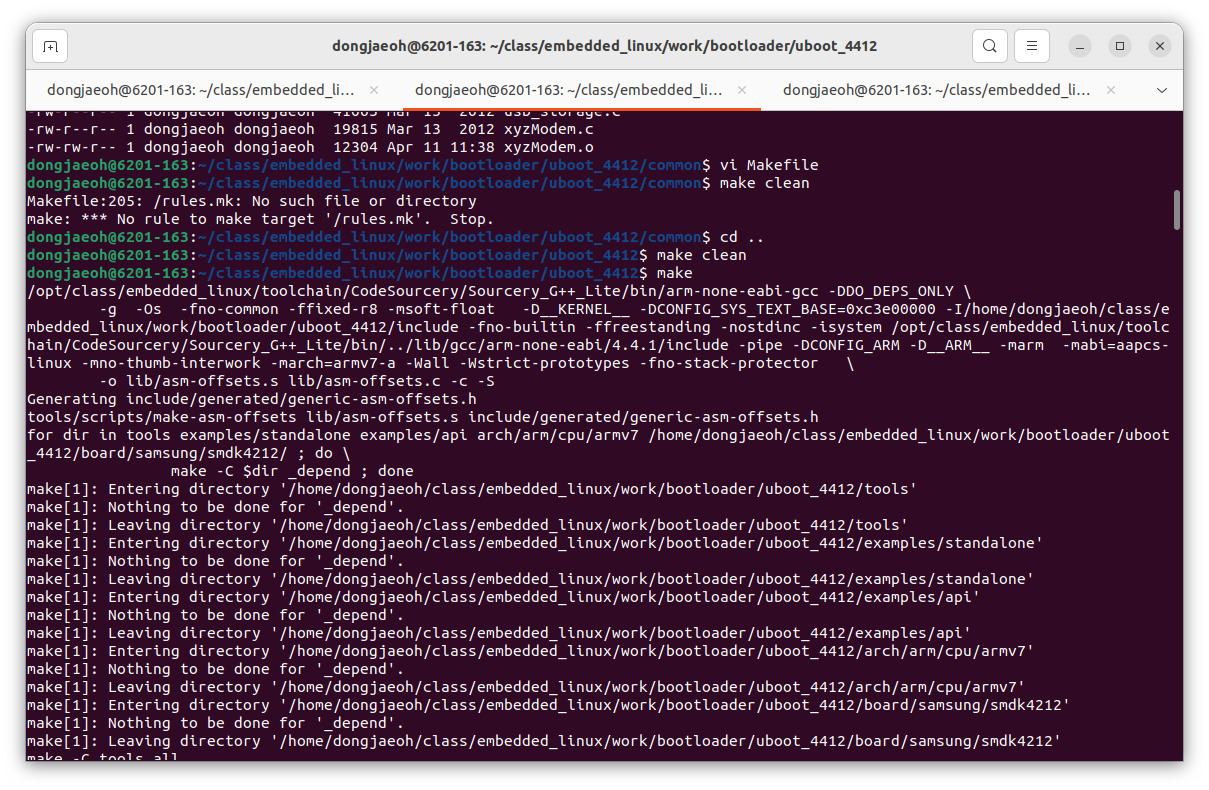 dongjaeoh@6201-163: ~/class/embedded_linux/work/bootloader/uboot_4412
dongjaeoh@6201-163: ~/class/embedded_li... × dongjaeoh@6201-163: ~/class/embedded_li... × dongjaeoh@6201-163: ~/class/embedded_li... ×
-rw-r--r-- 1 dongjaeoh dongjaeoh  41005 Mar 13  2012 usb_storage.c
-rw-r--r-- 1 dongjaeoh dongjaeoh  19815 Mar 13  2012 xyzModem.c
-rw-rw-r-- 1 dongjaeoh dongjaeoh  12304 Apr 11 11:38 xyzModem.o
dongjaeoh@6201-163:~/class/embedded_linux/work/bootloader/uboot_4412/common$ vi Makefile
dongjaeoh@6201-163:~/class/embedded_linux/work/bootloader/uboot_4412/common$ make clean
Makefile:205: /rules.mk: No such file or directory
make: *** No rule to make target '/rules.mk'.  Stop.
dongjaeoh@6201-163:~/class/embedded_linux/work/bootloader/uboot_4412/common$ cd ..
dongjaeoh@6201-163:~/class/embedded_linux/work/bootloader/uboot_4412$ make clean
dongjaeoh@6201-163:~/class/embedded_linux/work/bootloader/uboot_4412$ make
/opt/class/embedded_linux/toolchain/CodeSourcery/Sourcery_G++_Lite/bin/arm-none-eabi-gcc -DDO_DEPS_ONLY \
        -g  -Os  -fno-common -ffixed-r8 -msoft-float   -D__KERNEL__ -DCONFIG_SYS_TEXT_BASE=0xc3e00000 -I/home/dongjaeoh/class/e
mbedded_linux/work/bootloader/uboot_4412/include -fno-builtin -ffreestanding -nostdinc -isystem /opt/class/embedded_linux/toolc
hain/CodeSourcery/Sourcery_G++_Lite/bin/../lib/gcc/arm-none-eabi/4.4.1/include -pipe -DCONFIG_ARM -D__ARM__ -marm  -mabi=aapcs-
linux -mno-thumb-interwork -march=armv7-a -Wall -Wstrict-prototypes -fno-stack-protector   \
        -o lib/asm-offsets.s lib/asm-offsets.c -c -S
Generating include/generated/generic-asm-offsets.h
tools/scripts/make-asm-offsets lib/asm-offsets.s include/generated/generic-asm-offsets.h
for dir in tools examples/standalone examples/api arch/arm/cpu/armv7 /home/dongjaeoh/class/embedded_linux/work/bootloader/uboot
_4412/board/samsung/smdk4212/ ; do \
                make -C $dir _depend ; done
make[1]: Entering directory '/home/dongjaeoh/class/embedded_linux/work/bootloader/uboot_4412/tools'
make[1]: Nothing to be done for '_depend'.
make[1]: Leaving directory '/home/dongjaeoh/class/embedded_linux/work/bootloader/uboot_4412/tools'
make[1]: Entering directory '/home/dongjaeoh/class/embedded_linux/work/bootloader/uboot_4412/examples/standalone'
make[1]: Nothing to be done for '_depend'.
make[1]: Leaving directory '/home/dongjaeoh/class/embedded_linux/work/bootloader/uboot_4412/examples/standalone'
make[1]: Entering directory '/home/dongjaeoh/class/embedded_linux/work/bootloader/uboot_4412/examples/api'
make[1]: Nothing to be done for '_depend'.
make[1]: Leaving directory '/home/dongjaeoh/class/embedded_linux/work/bootloader/uboot_4412/examples/api'
make[1]: Entering directory '/home/dongjaeoh/class/embedded_linux/work/bootloader/uboot_4412/arch/arm/cpu/armv7'
make[1]: Nothing to be done for '_depend'.
make[1]: Leaving directory '/home/dongjaeoh/class/embedded_linux/work/bootloader/uboot_4412/arch/arm/cpu/armv7'
make[1]: Entering directory '/home/dongjaeoh/class/embedded_linux/work/bootloader/uboot_4412/board/samsung/smdk4212'
make[1]: Nothing to be done for '_depend'.
make[1]: Leaving directory '/home/dongjaeoh/class/embedded_linux/work/bootloader/uboot_4412/board/samsung/smdk4212'
make -C tools all